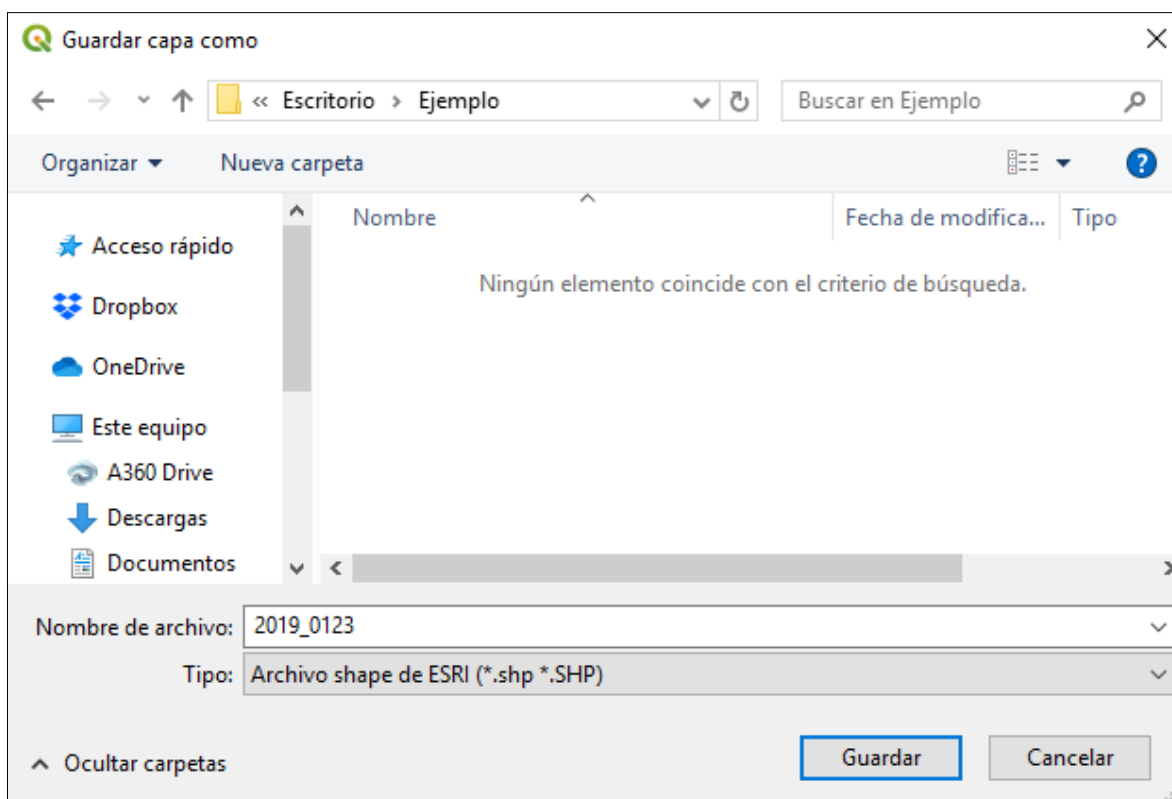 Guardar capa como
« Escritorio › Ejemplo
Buscar en Ejemplo
Organizar
Nueva carpeta
?
Nombre
Fecha de modifica...
Tipo
Acceso rápido
Ningún elemento coincide con el criterio de búsqueda.
Dropbox
OneDrive
Este equipo
A360 Drive
Descargas
Documentos
Nombre de archivo: 2019_0123
Tipo: Archivo shape de ESRI (*.shp *.SHP)
Ocultar carpetas
Guardar
Cancelar